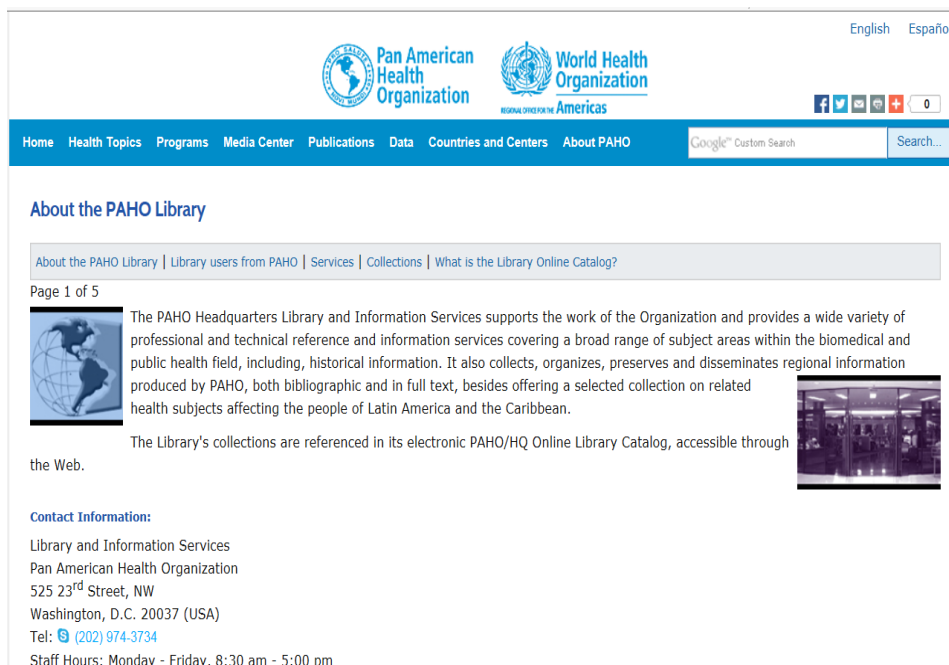 English Españo
Pan American
Health
Organization
World Health
Organization
REGIONAL OFFICE FOR THE Americas
0
Home Health Topics Programs Media Center Publications Data Countries and Centers About PAHO
Google™ Custom Search
Search...
About the PAHO Library
About the PAHO Library | Library users from PAHO | Services | Collections | What is the Library Online Catalog?
Page 1 of 5
The PAHO Headquarters Library and Information Services supports the work of the Organization and provides a wide variety of
professional and technical reference and information services covering a broad range of subject areas within the biomedical and
public health field, including, historical information. It also collects, organizes, preserves and disseminates regional information
produced by PAHO, both bibliographic and in full text, besides offering a selected collection on related
health subjects affecting the people of Latin America and the Caribbean.
The Library's collections are referenced in its electronic PAHO/HQ Online Library Catalog, accessible through
the Web.
Contact Information:
Library and Information Services
Pan American Health Organization
525 23rd Street, NW
Washington, D.C. 20037 (USA)
Tel: (202) 974-3734
Staff Hours: Monday - Friday, 8:30 am - 5:00 pm